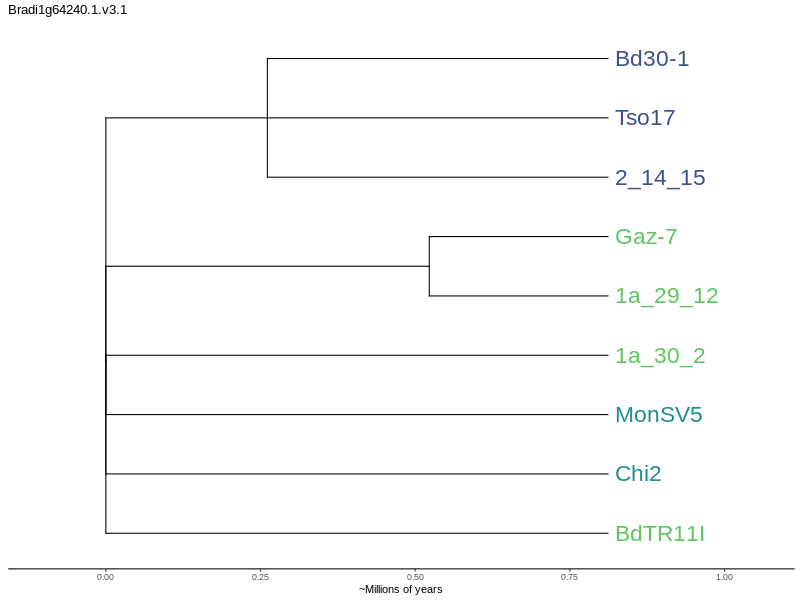 Bradi1g64240.1.v3.1
Bd30-1
Tso17
2_14_15
Gaz-7
1a_29_12
1a_30_2
MonSV5
Chi2
BdTR11I
0.00 0.25 0.50 0.75 1.00
~Millions of years